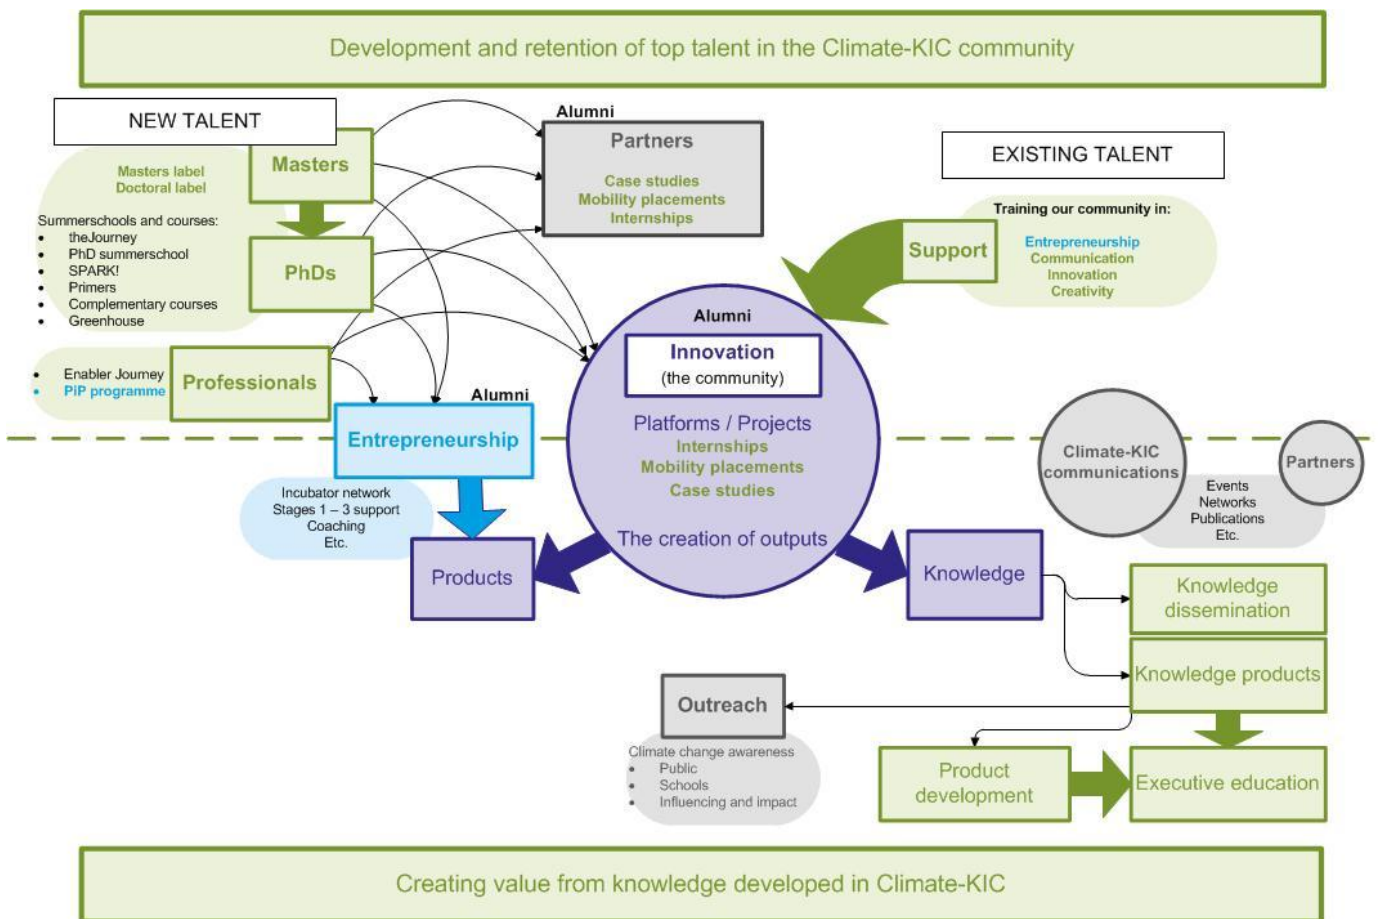 Development and retention of top talent in the Climate-KIC community
NEW TALENT
Masters
Masters label
Doctoral label
Summerschools and courses:
• theJourney
• PhD summerschool
• SPARK!
• Primers
• Complementary courses
• Greenhouse
PhDs
• Enabler Journey
• PiP programme
Professionals
Alumni
Partners
Case studies
Mobility placements
Internships
EXISTING TALENT
Support
Training our community in:
Entrepreneurship
Communication
Innovation
Creativity
Alumni
Innovation
(the community)
Platforms / Projects
Internships
Mobility placements
Case studies
The creation of outputs
Alumni
Entrepreneurship
Incubator network
Stages 1 – 3 support
Coaching
Etc.
Products
Knowledge
Climate-KIC
communications
Partners
Events
Networks
Publications
Etc.
Knowledge
dissemination
Knowledge products
Outreach
Climate change awareness
• Public
• Schools
• Influencing and impact
Product
development
Executive education
Creating value from knowledge developed in Climate-KIC